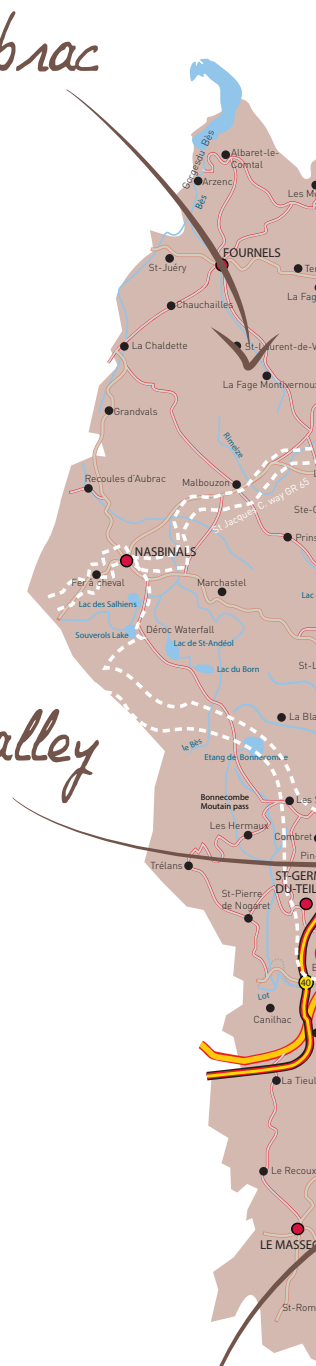 brac
Gorges du Bès
Albaret-le-
Comtal
Arzenc
Bès
Les M
FOURNELS
St-Juéry
Ter
La Fag
Chauchailles
La Chaldette
St-Laurent-de-V
La Fage Montivernoux
Grandvals
Rimeize
Recoules d'Aubrac
Malbouzon
St Jacques C. way GR 65
Ste-C
Prins
NASBINALS
Fer à cheval
Marchastel
Lac des Salhiens
Lac
Souverols Lake
Déroc Waterfall
Lac de St-Andéol
Lac du Born
St-L
La Bla
alley
le Bès
Etang de Bonnecombe
Bonnecombe
Moutain pass
Les
Les Hermaux
Combret
Pin-
Trélans
ST-GERM
DU-TEIL
St-Pierre
de Nogaret
40
Lot
Canilhac
La Tieul
Le Recoux
LE MASSEG
St-Rom